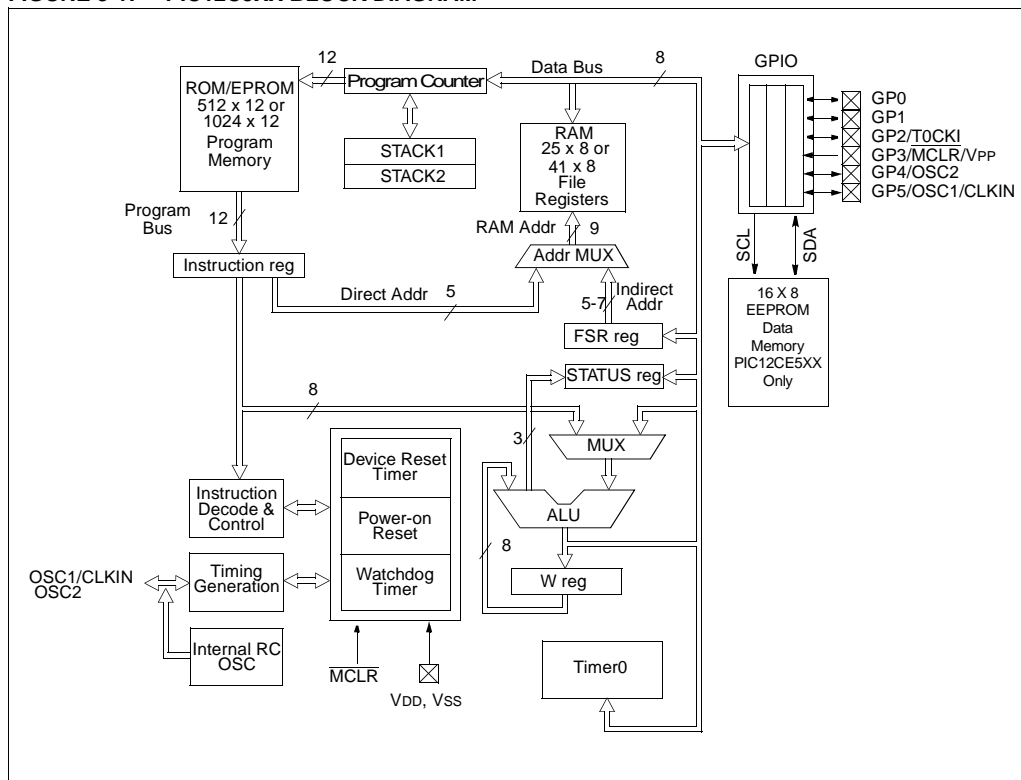 12
Data Bus
8
GPIO
ROM/EPROM
512 x 12 or
1024 x 12
Program
Memory
Program Counter
STACK1
STACK2
RAM
25 x 8 or
41 x 8
File
Registers
GP0
GP1
GP2/T0CKI
GP3/MCLR/VPP
GP4/OSC2
GP5/OSC1/CLKIN
Program
Bus
12
RAM Addr
9
SCL
SDA
Instruction reg
Addr MUX
Direct Addr
5
5-7
Indirect
Addr
16 X 8
EEPROM
Data
Memory
PIC12CE5XX
Only
FSR reg
STATUS reg
8
3
MUX
Device Reset
Timer
Instruction
Decode &
Control
Power-on
Reset
ALU
8
OSC1/CLKIN
OSC2
Timing
Generation
Watchdog
Timer
W reg
Internal RC
OSC
MCLR
VDD, VSS
Timer0